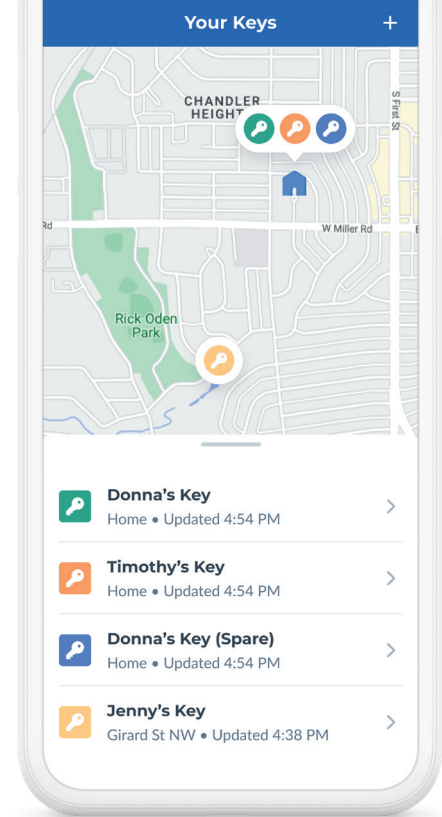 Your Keys
+
CHANDLER
HEIGHT
S First St
Rd
W Miller Rd
Rick Oden
Park
Donna's Key
Home • Updated 4:54 PM
Timothy's Key
Home • Updated 4:54 PM
Donna's Key (Spare)
Home • Updated 4:54 PM
Jenny's Key
Girard St NW • Updated 4:38 PM